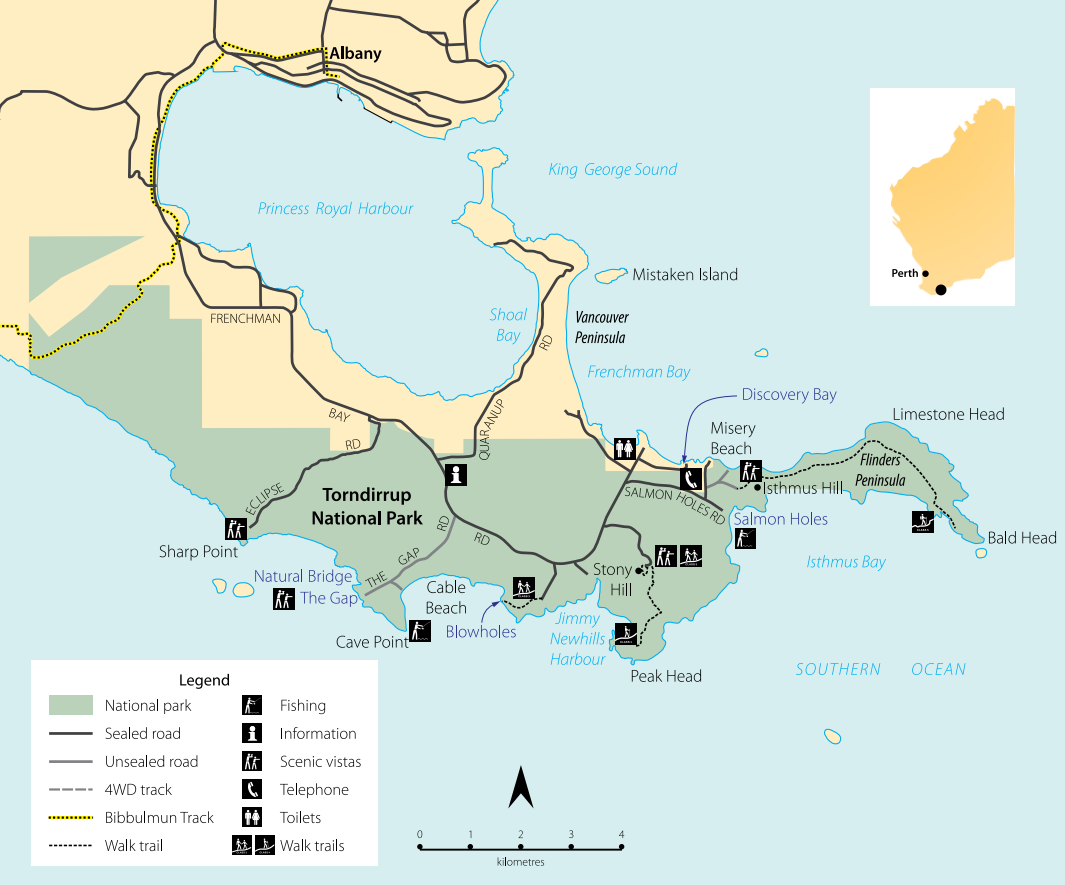 Albany
King George Sound
Princess Royal Harbour
Perth
Mistaken Island
Shoal
Bay
Vancouver
Peninsula
FRENCHMAN
RD
Frenchman Bay
Discovery Bay
BAY
RD
QUARANUP
Misery
Beach
Limestone Head
Flinders
Peninsula
ECLIPSE
Torndirrup
National Park
SALMON HOLES RD
Isthmus Hill
Salmon Holes
Sharp Point
RD
RD
Bald Head
Isthmus Bay
THE GAP
Natural Bridge
The Gap
Cable
Beach
Stony
Hill
Blowholes
Cave Point
Jimmy
Newhills
Harbour
Peak Head
SOUTHERN OCEAN
Legend
National park
Sealed road
Unsealed road
4WD track
Bibbulmun Track
Walk trail
Fishing
Information
Scenic vistas
Telephone
Toilets
Walk trails
0 1 2 3 4
kilometres